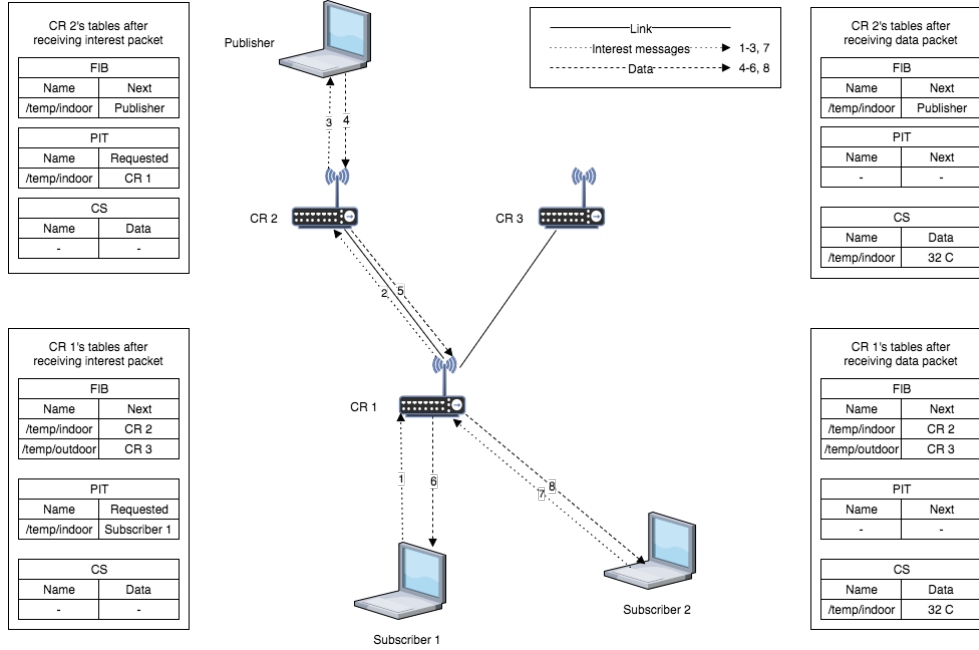 CR 2's tables after
receiving interest packet
FIB
Name Next
/temp/indoor Publisher
PIT
Name Requested
/temp/indoor CR 1
CS
Name Data
- -
Publisher
Link
Interest messages 1-3, 7
Data 4-6, 8
CR 2's tables after
receiving data packet
FIB
Name Next
/temp/indoor Publisher
PIT
Name Next
- -
CS
Name Data
/temp/indoor 32 C
3 4
CR 2
CR 3
2 5
CR 1's tables after
receiving interest packet
FIB
Name Next
/temp/indoor CR 2
/temp/outdoor CR 3
PIT
Name Requested
/temp/indoor Subscriber 1
CS
Name Data
- -
CR 1
1 6
7 8
Subscriber 1
Subscriber 2
CR 1's tables after
receiving data packet
FIB
Name Next
/temp/indoor CR 2
/temp/outdoor CR 3
PIT
Name Next
- -
CS
Name Data
/temp/indoor 32 C